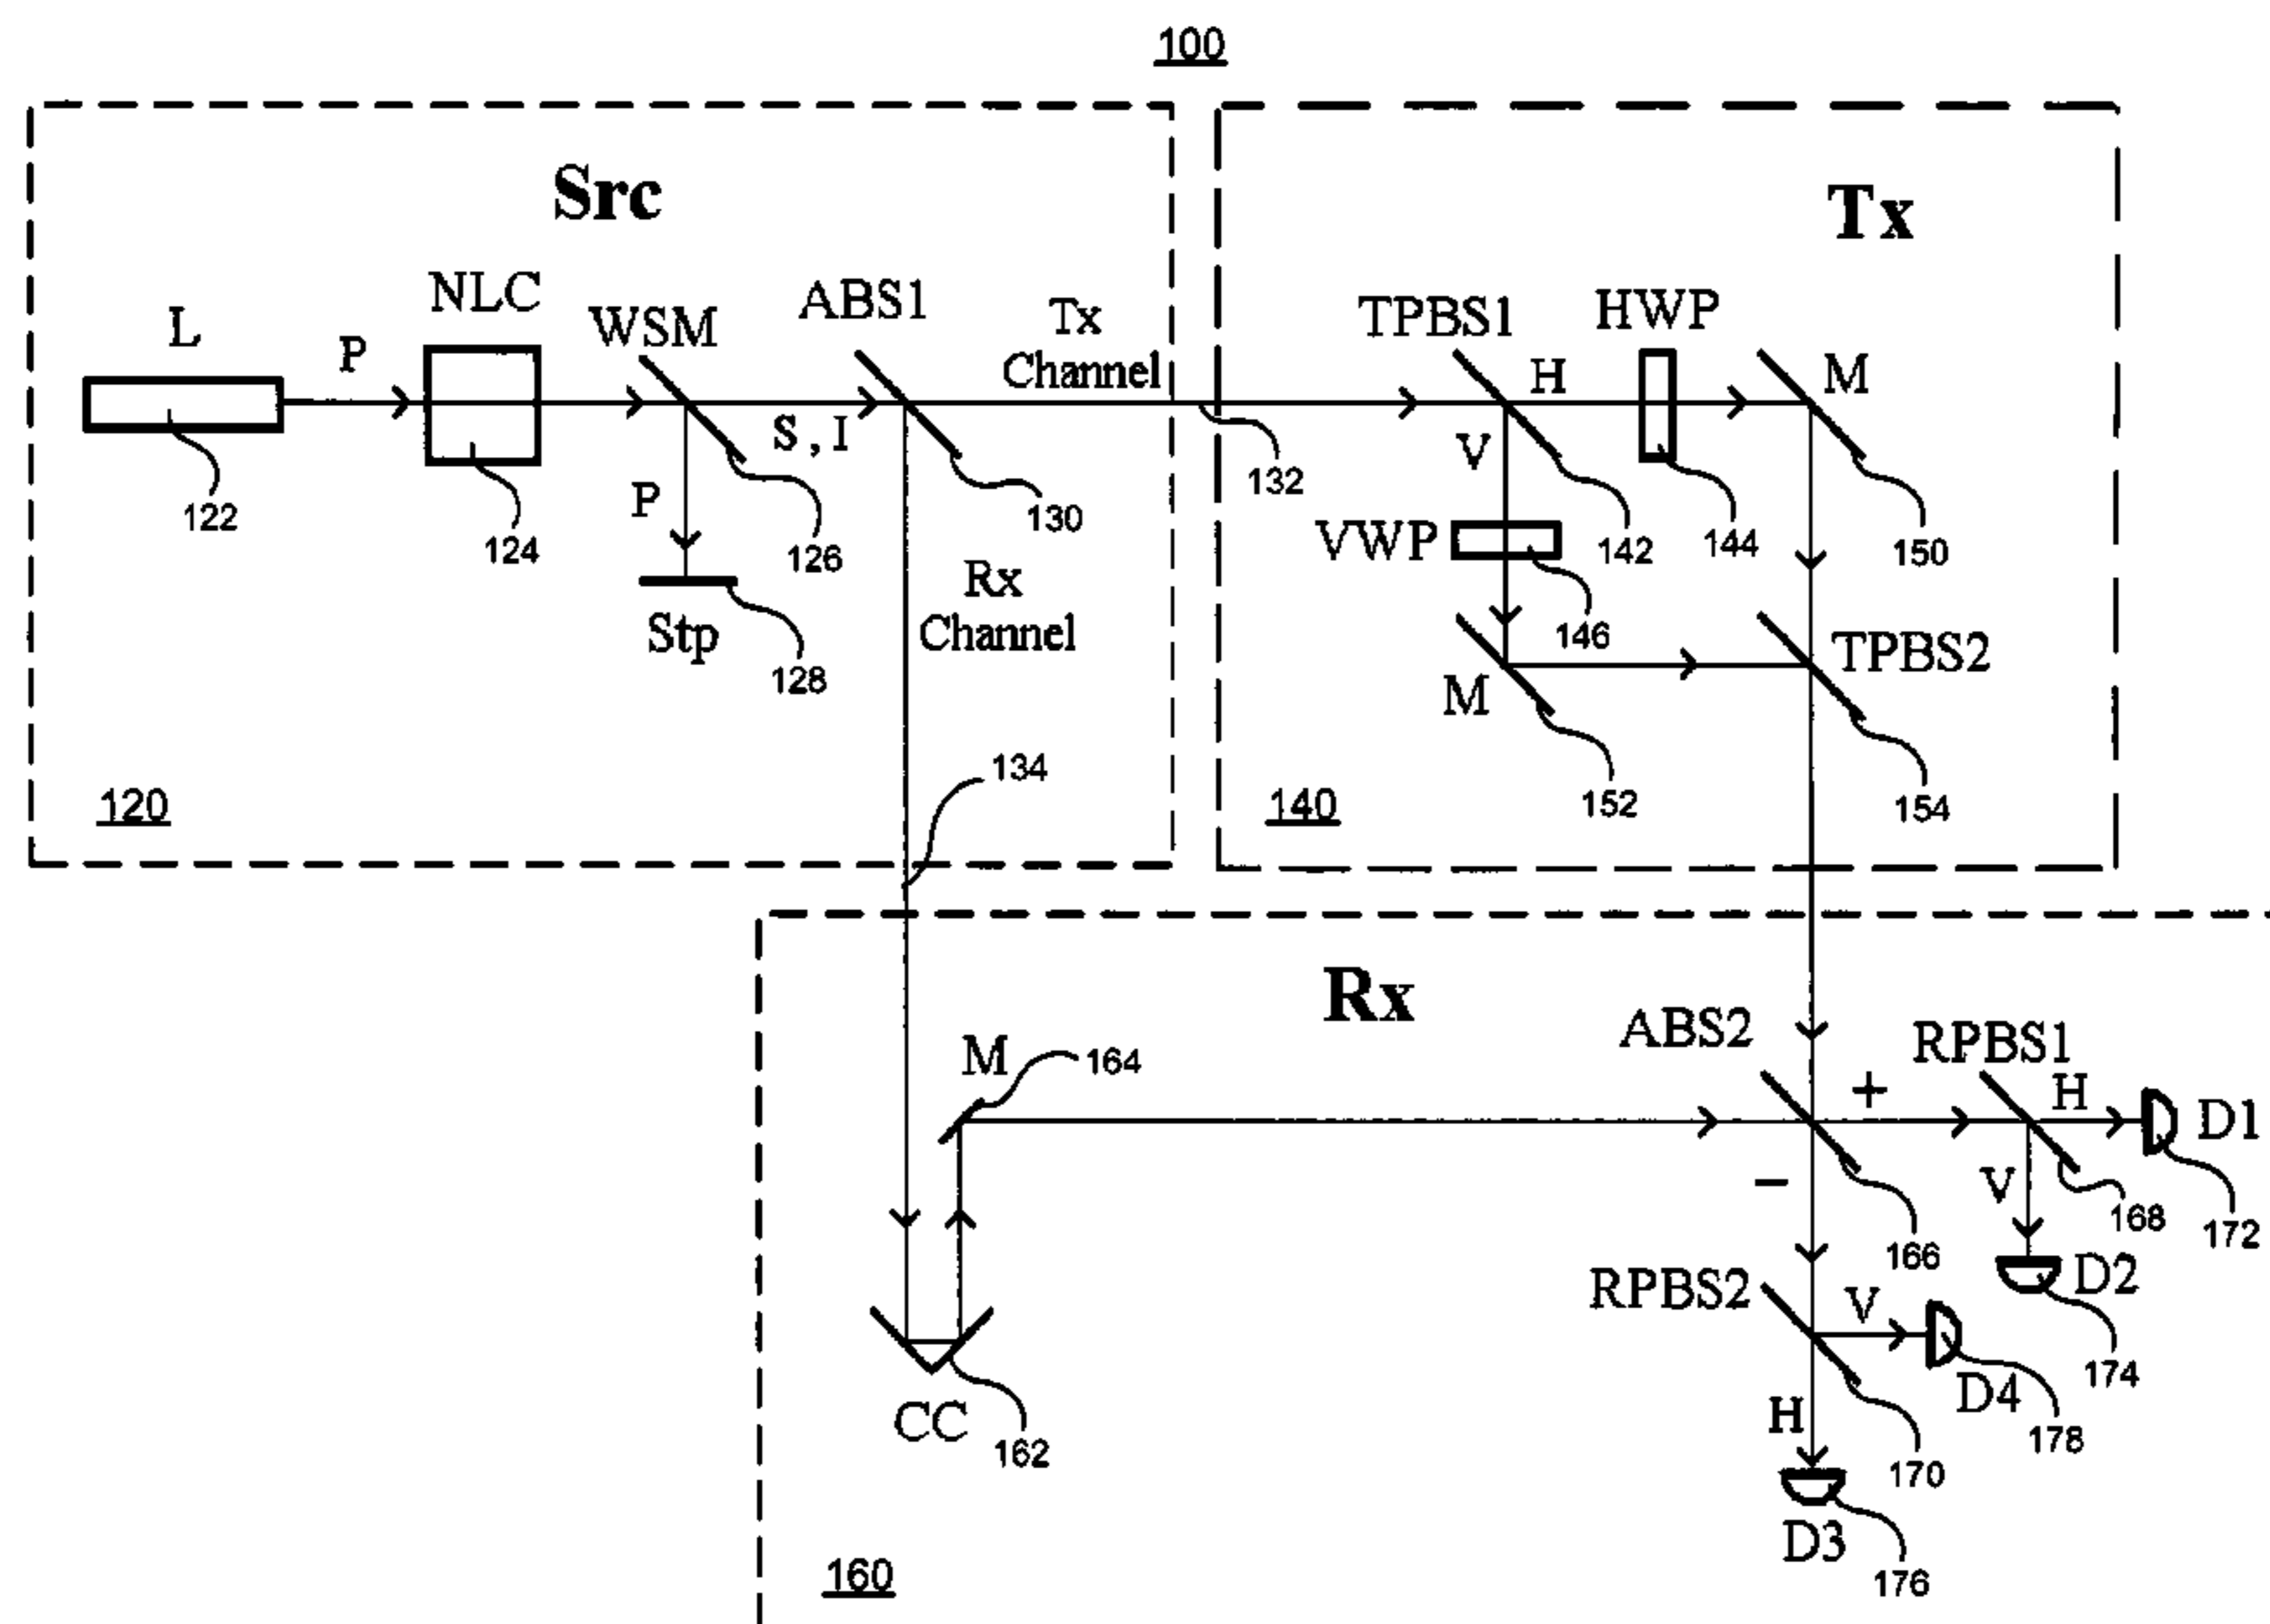 100
Src
Tx
L
P
NLC
WSM
ABS1
Tx
Channel
TPBS1
HWP
M
H
S , I
V
P
122
124
126
130
132
142
144
150
VWP
146
Stp
128
Rx
Channel
M
TPBS2
152
154
134
120
140
Rx
M
164
ABS2
RPBS1
+
H
D1
−
V
168
172
166
D2
RPBS2
V
174
D4
178
CC
162
H
170
D3
176
160